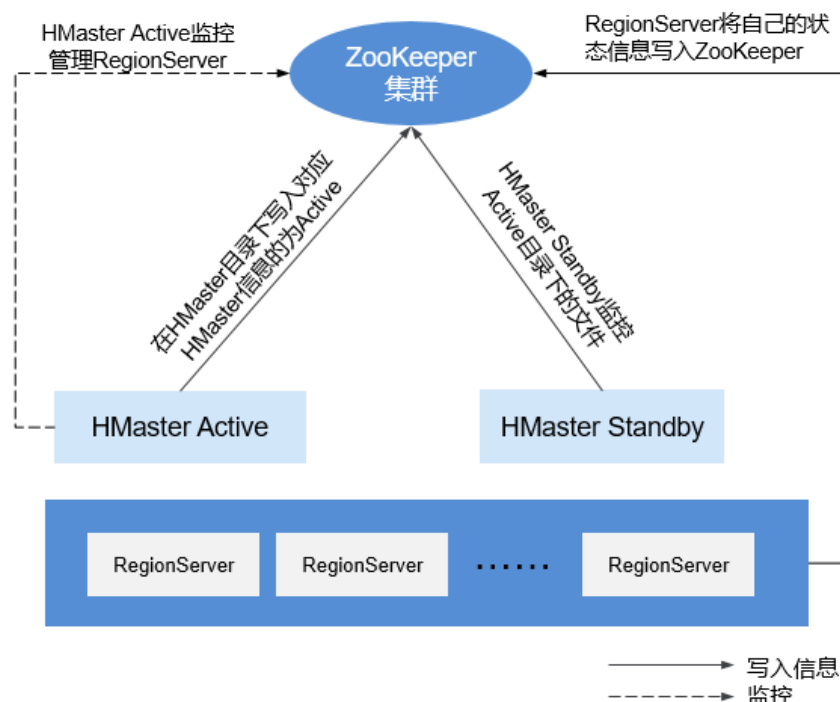 HMaster Active监控
管理RegionServer
ZooKeeper
集群
RegionServer将自己的状
态信息写入ZooKeeper
在HMaster目录下写入对应
HMaster信息的为Active
HMaster Standby监控
Active目录下的文件
HMaster Active
HMaster Standby
RegionServer
RegionServer
······
RegionServer
写入信息
监控